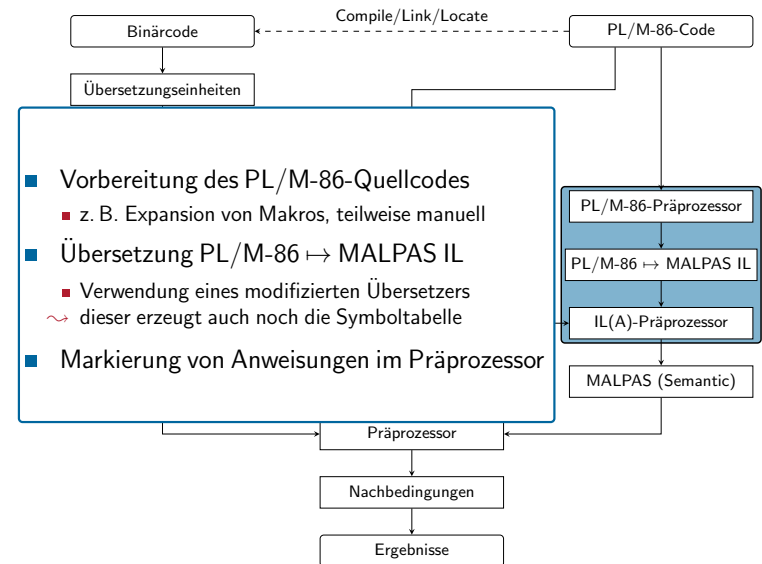 Compile/Link/Locate
Binärcode
PL/M-86-Code
Übersetzungseinheiten
■ Vorbereitung des PL/M-86-Quellcodes
■ z. B. Expansion von Makros, teilweise manuell
■ Übersetzung PL/M-86 ↦ MALPAS IL
■ Verwendung eines modifizierten Übersetzers
⤳ dieser erzeugt auch noch die Symboltabelle
■ Markierung von Anweisungen im Präprozessor
PL/M-86-Präprozessor
PL/M-86 ↦ MALPAS IL
IL(A)-Präprozessor
MALPAS (Semantic)
Präprozessor
Nachbedingungen
Ergebnisse